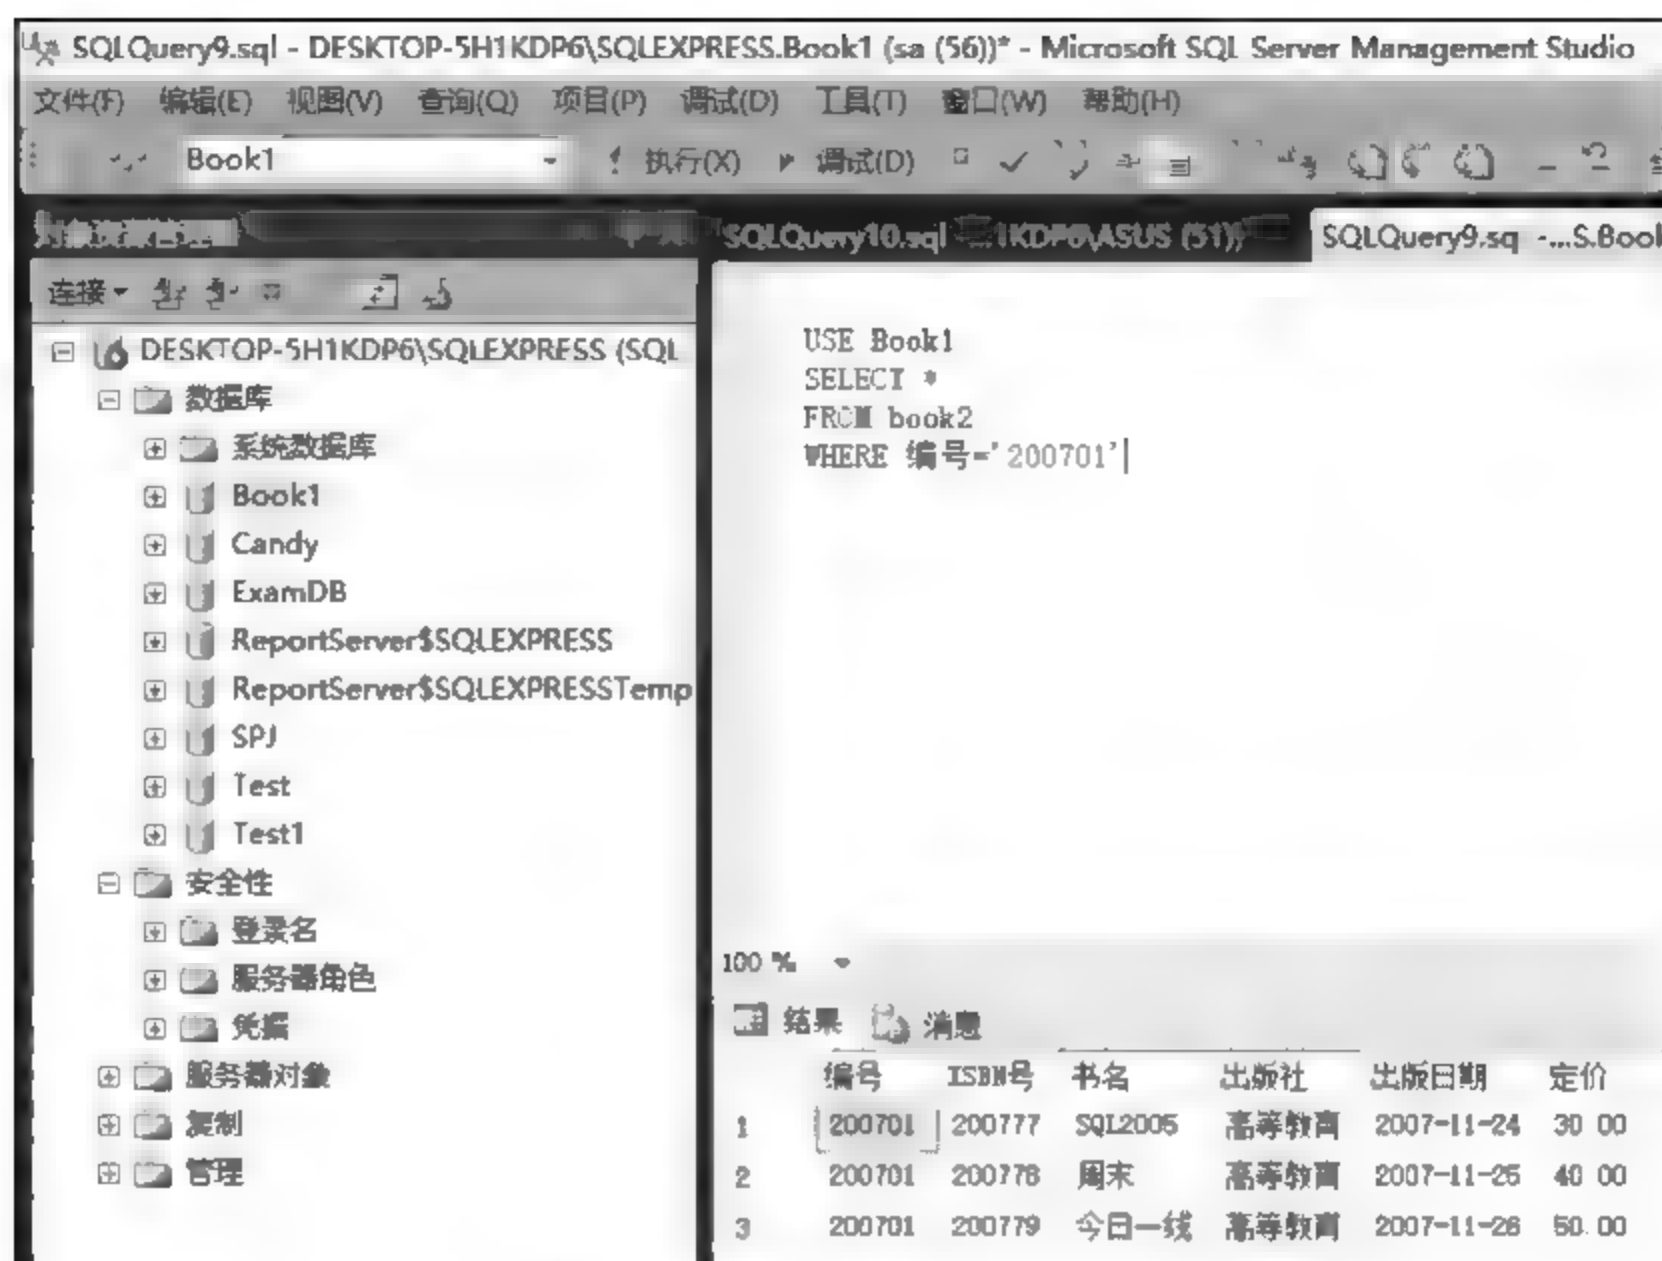 SQLQuery9.sql - DESKTOP-5H1KDP6\SQLEXPRESS.Book1 (sa (56))* - Microsoft SQL Server Management Studio
文件(F) 编辑(E) 视图(V) 查询(Q) 项目(P) 调试(D) 工具(T) 窗口(W) 帮助(H)
Book1 执行(X) 调试(D)
SQLQuery10.sql 1KDP6\ASUS (51))
SQLQuery9.sq -...S.Book
连接
DESKTOP-5H1KDP6\SQLEXPRESS (SQL
数据库
系统数据库
Book1
Candy
ExamDB
ReportServer$SQLEXPRESS
ReportServer$SQLEXPRESSTemp
SPJ
Test
Test1
安全性
登录名
服务器角色
凭据
服务器对象
复制
管理
USE Book1
SELECT *
FROM book2
WHERE 编号='200701'
100 %
结果 消息
编号 ISBN号 书名 出版社 出版日期 定价
1 200701 200777 SQL2005 高等教育 2007-11-24 30 00
2 200701 200778 周末 高等教育 2007-11-25 40 00
3 200701 200779 今日一线 高等教育 2007-11-26 50.00